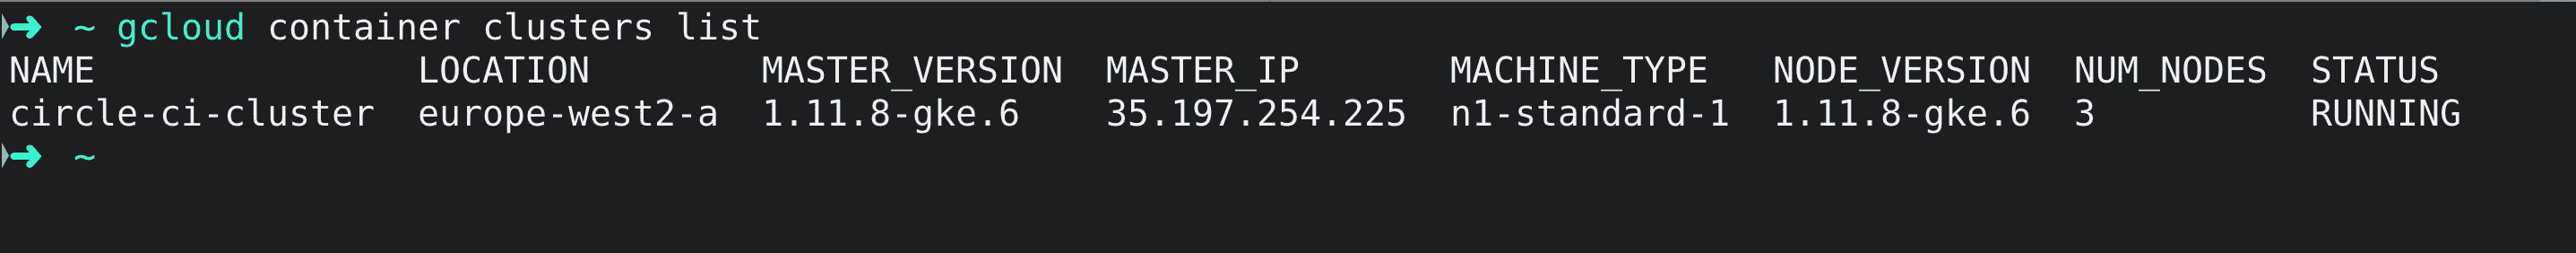 ➜ ~ gcloud container clusters list
NAME LOCATION MASTER_VERSION MASTER_IP MACHINE_TYPE NODE_VERSION NUM_NODES STATUS
circle-ci-cluster europe-west2-a 1.11.8-gke.6 35.197.254.225 n1-standard-1 1.11.8-gke.6 3 RUNNING
➜ ~